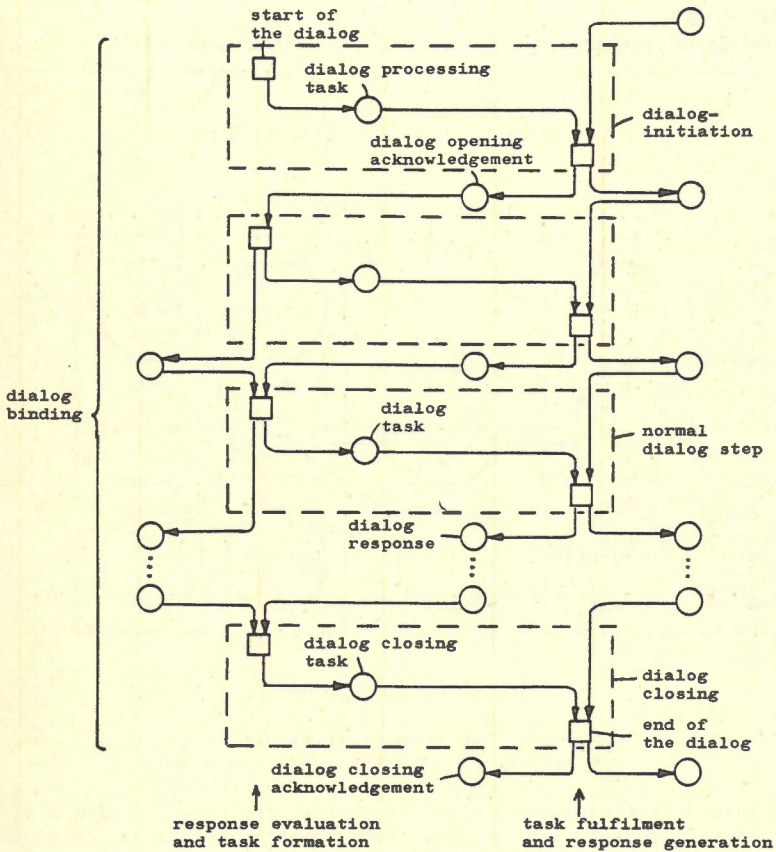 start of
the dialog
dialog processing
task
dialog-
initiation
dialog opening
acknowledgement
dialog
binding
dialog
task
normal
dialog step
dialog
response
dialog closing
task
dialog
closing
end of
the dialog
dialog closing
acknowledgement
response evaluation
and task formation
task fulfilment
and response generation